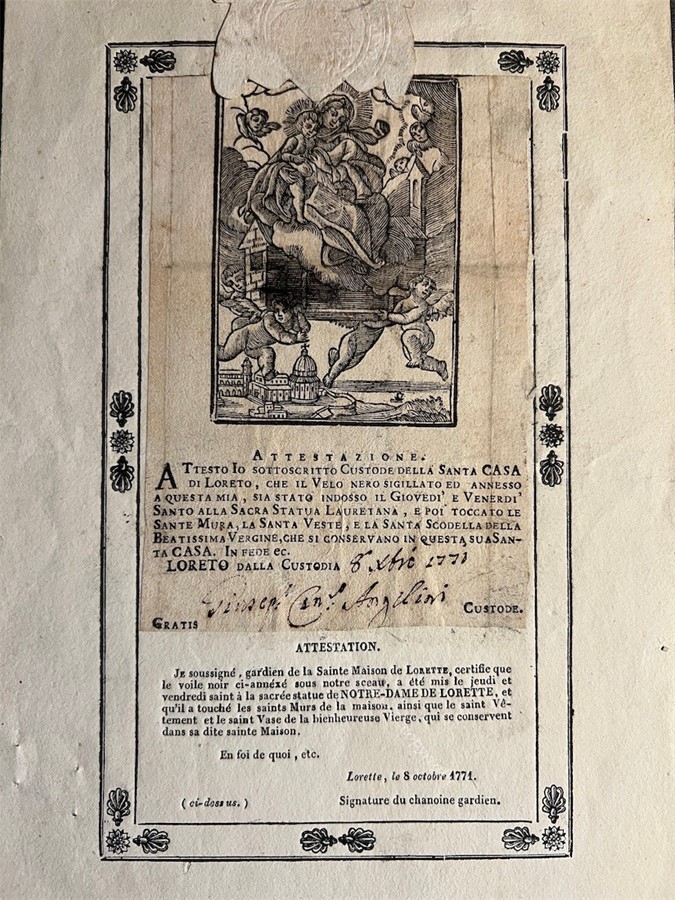 ATTESTAZIONE.
ATTESTO IO SOTTOSCRITTO CUSTODE DELLA SANTA CASA
DI LORETO, CHE IL VELO NERO SIGILLATO ED ANNESSO
A QUESTA MIA, SIA STATO INDOSSO IL GIOVEDI' E VENERDI'
SANTO ALLA SACRA STATUA LAURETANA, E POI' TOCCATO LE
SANTE MURA, LA SANTA VESTE, E LA SANTA SCODELLA DELLA
BEATISSIMA VERGINE, CHE SI CONSERVANO IN QUESTA SUA SAN-
TA CASA. IN FEDE ec.
LORETO DALLA CUSTODIA 8 Xbre 1771
Giusep. Can. Angelini CUSTODE.
GRATIS
ATTESTATION.
JE soussigné, gardien de la Sainte Maison de LORETTE, certifie que
le voile noir ci-annéxé sous notre sceau, a été mis le jeudi et
vendredi saint à la sacrée statue de NOTRE-DAME DE LORETTE, et
qu'il a touché les saints Murs de la maison, ainsi que le saint Vê-
tement et le saint Vase de la bienheureuse Vierge, qui se conservent
dans sa dite sainte Maison.
En foi de quoi, etc.
Lorette, le 8 octobre 1771.
(ci-dossus.) Signature du chanoine gardien.